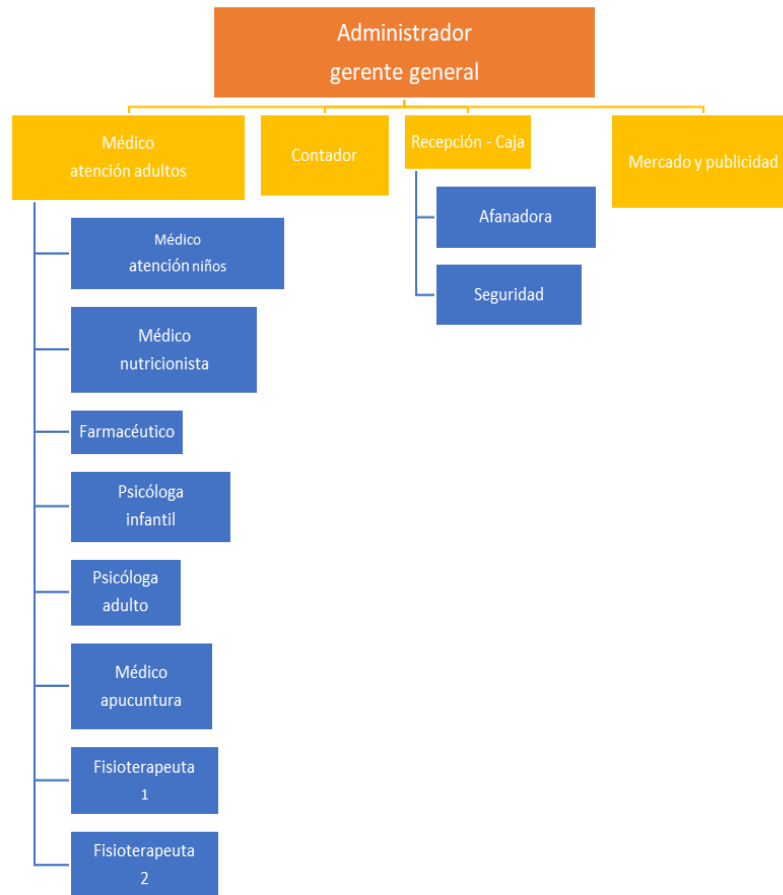 Administrador
gerente general
Médico
atención adultos
Contador
Recepción - Caja
Mercado y publicidad
Afanadora
Seguridad
Médico
atención niños
Médico
nutricionista
Farmacéutico
Psicóloga
infantil
Psicóloga
adulto
Médico
apucuntura
Fisioterapeuta
1
Fisioterapeuta
2